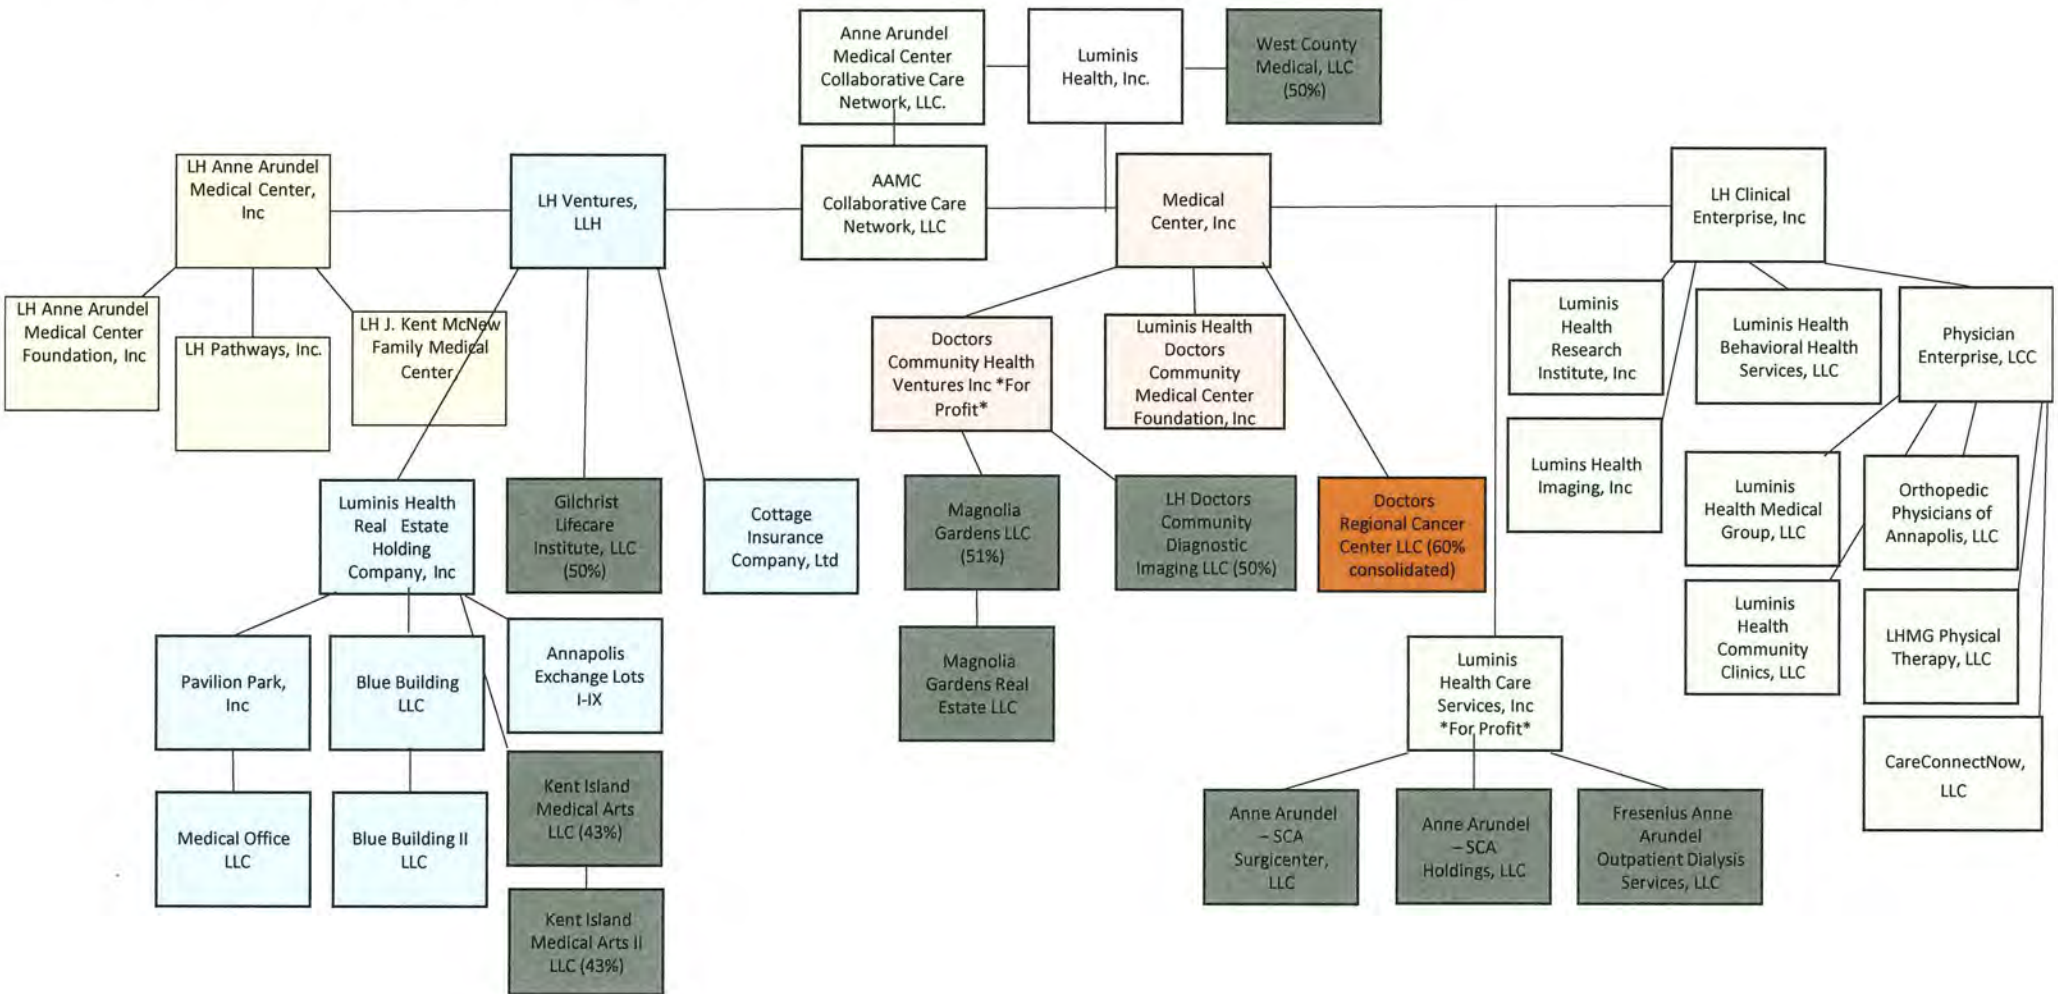 Anne Arundel
Medical Center
Collaborative Care
Network, LLC.
Luminis
Health, Inc.
West County
Medical, LLC
(50%)
LH Anne Arundel
Medical Center,
Inc
LH Ventures,
LLH
AAMC
Collaborative Care
Network, LLC
Medical
Center, Inc
LH Clinical
Enterprise, Inc
LH Anne Arundel
Medical Center
Foundation, Inc
LH Pathways, Inc.
LH J. Kent McNew
Family Medical
Center
Doctors
Community Health
Ventures Inc *For
Profit*
Luminis Health
Doctors
Community
Medical Center
Foundation, Inc
Luminis
Health
Research
Institute, Inc
Luminis Health
Behavioral Health
Services, LLC
Physician
Enterprise, LCC
Lumins Health
Imaging, Inc
Luminis
Health Medical
Group, LLC
Orthopedic
Physicians of
Annapolis, LLC
Luminis Health
Real Estate
Holding
Company, Inc
Gilchrist
Lifecare
Institute, LLC
(50%)
Cottage
Insurance
Company, Ltd
Magnolia
Gardens LLC
(51%)
LH Doctors
Community
Diagnostic
Imaging LLC (50%)
Doctors
Regional Cancer
Center LLC (60%
consolidated)
Luminis
Health
Community
Clinics, LLC
LHMG Physical
Therapy, LLC
Pavilion Park,
Inc
Blue Building
LLC
Annapolis
Exchange Lots
I-IX
Magnolia
Gardens Real
Estate LLC
Luminis
Health Care
Services, Inc
*For Profit*
CareConnectNow,
LLC
Medical Office
LLC
Blue Building II
LLC
Kent Island
Medical Arts
LLC (43%)
Kent Island
Medical Arts II
LLC (43%)
Anne Arundel
– SCA
Surgicenter,
LLC
Anne Arundel
– SCA
Holdings, LLC
Fresenius Anne
Arundel
Outpatient Dialysis
Services, LLC